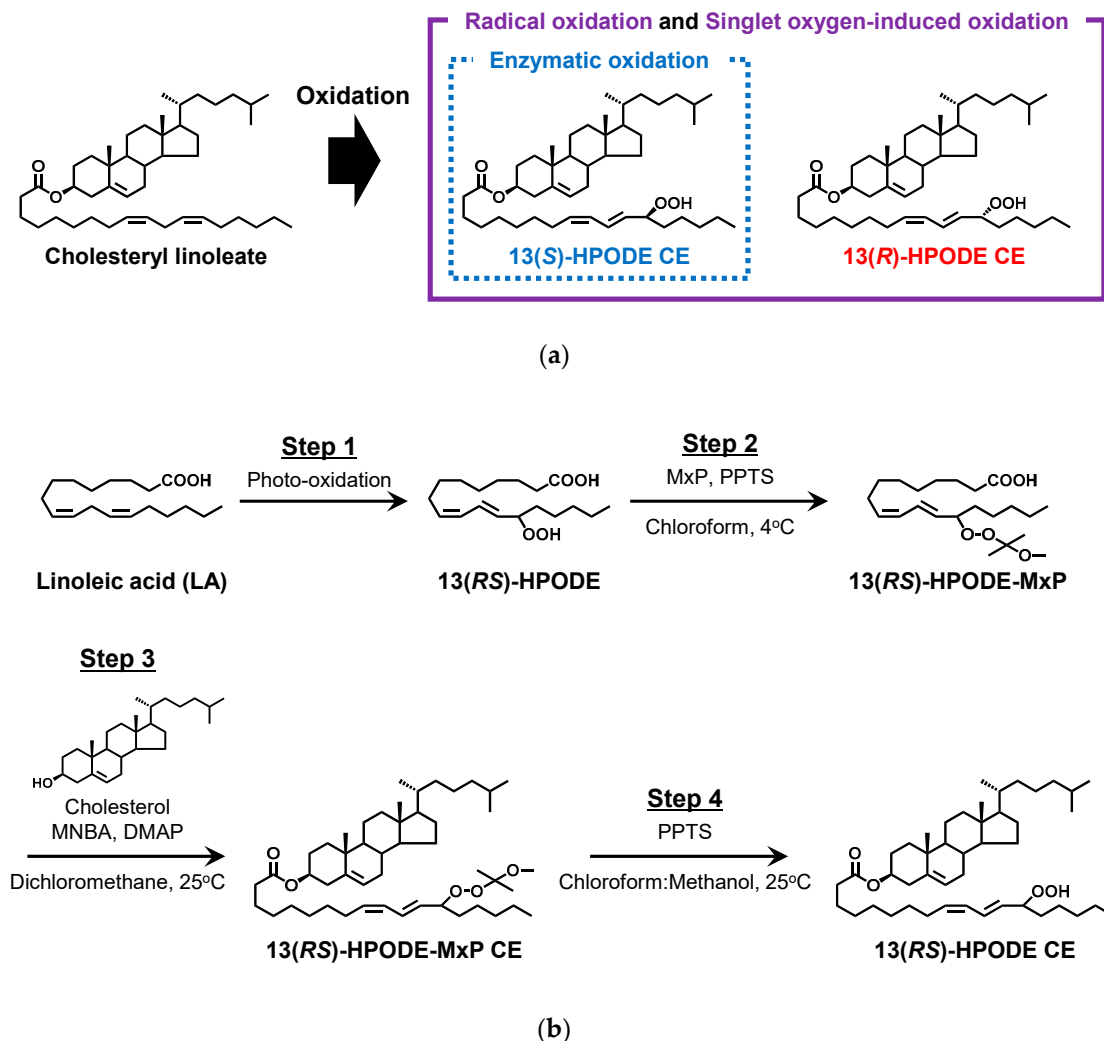 Radical oxidation and Singlet oxygen-induced oxidation
Enzymatic oxidation
Oxidation
O
O
Cholesteryl linoleate
O
O
OOH
13(S)-HPODE CE
O
O
OOH
13(R)-HPODE CE
(a)
Step 1
Photo-oxidation
Step 2
MxP, PPTS
Chloroform, 4oC
COOH
Linoleic acid (LA)
COOH
OOH
13(RS)-HPODE
COOH
O-O
O
13(RS)-HPODE-MxP
Step 3
HO
Cholesterol
MNBA, DMAP
Dichloromethane, 25oC
O
O
O-O
O
13(RS)-HPODE-MxP CE
Step 4
PPTS
Chloroform:Methanol, 25oC
O
O
OOH
13(RS)-HPODE CE
(b)